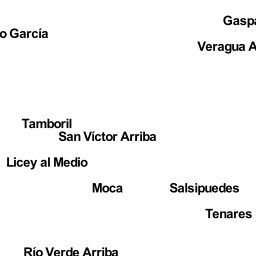 Gaspa
o García
Veragua A
Tamboril
San Víctor Arriba
Licey al Medio
Moca
Salsipuedes
Tenares
Río Verde Arriba